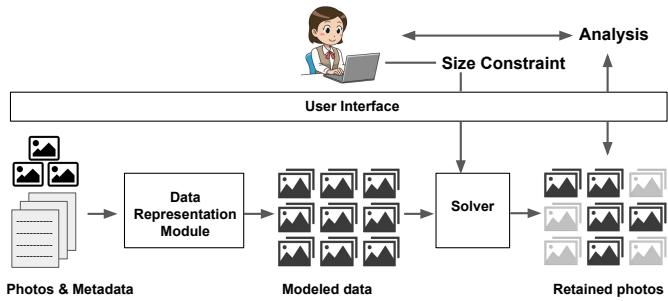 Analysis
Size Constraint
User Interface
Data
Representation
Module
Solver
Photos & Metadata
Modeled data
Retained photos